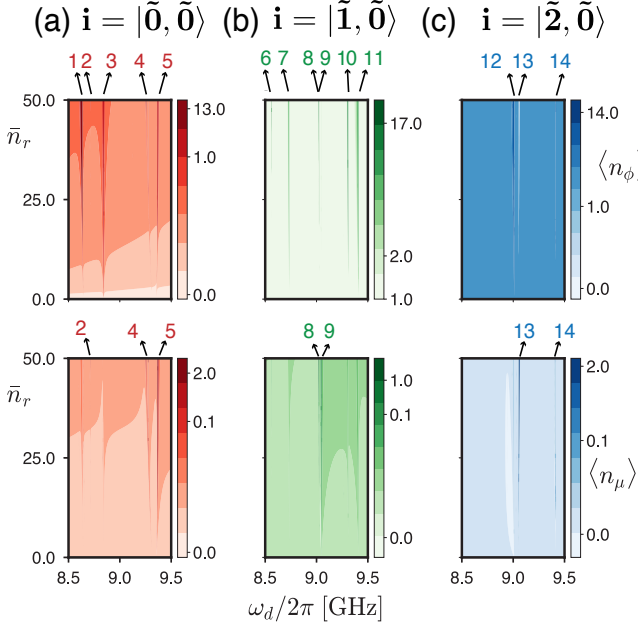 (a) i = |0̃, 0̃⟩ (b) i = |1̃, 0̃⟩ (c) i = |2̃, 0̃⟩
1 2 3 4 5 6 7 8 9 10 11 12 13 14
50.0 13.0 17.0 14.0
n̄r 1.0 ⟨nϕ⟩
25.0 1.0
2.0
0.0 0.0 1.0 0.0
2 4 5 8 9 13 14
50.0 2.0 1.0 2.0
n̄r 0.1 0.1 0.1
25.0 ⟨nμ⟩
0.0 0.0 0.0 0.0
8.5 9.0 9.5 8.5 9.0 9.5 8.5 9.0 9.5
ωd/2π [GHz]